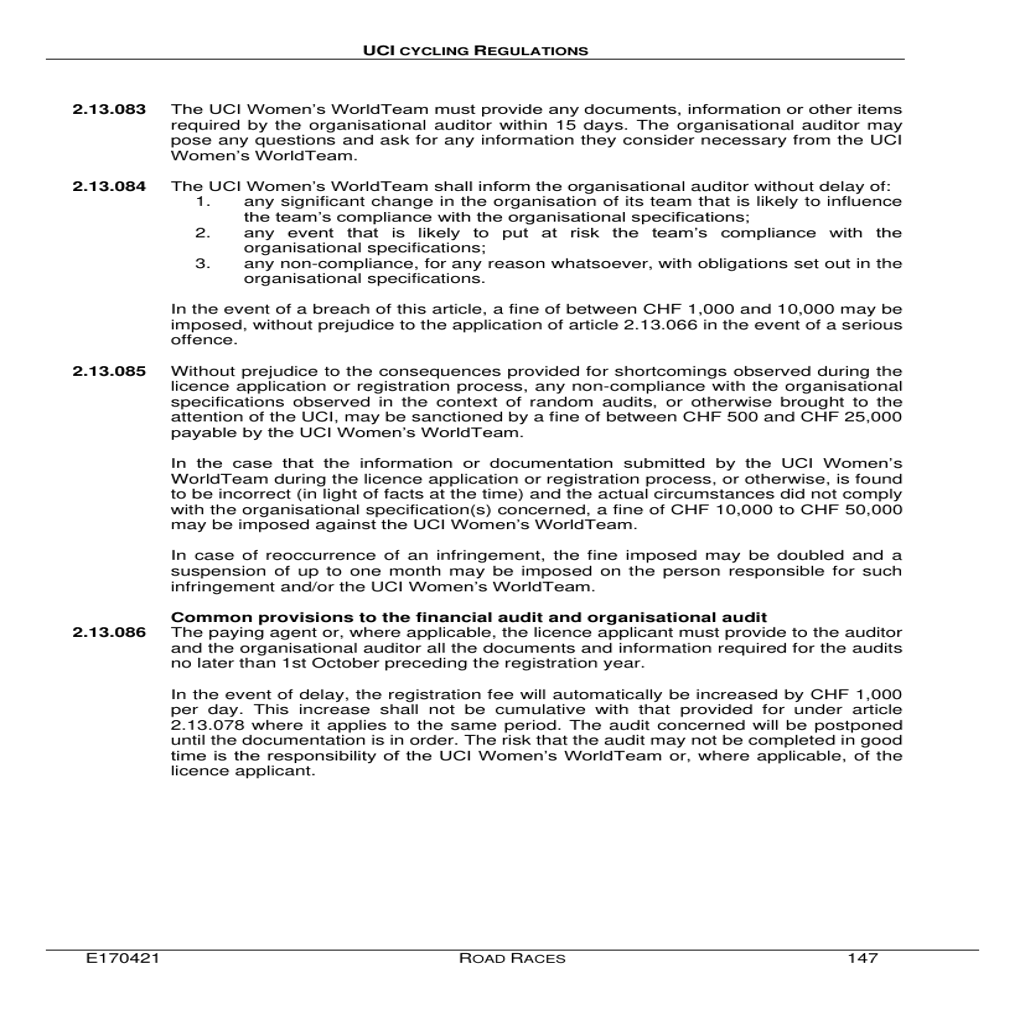 UCI CYCLING REGULATIONS
2.13.083 The UCI Women's WorldTeam must provide any documents, information or other items
required by the organisational auditor within 15 days. The organisational auditor may
pose any questions and ask for any information they consider necessary from the UCI
Women's WorldTeam.
2.13.084 The UCI Women's WorldTeam shall inform the organisational auditor without delay of:
1. any significant change in the organisation of its team that is likely to influence
the team's compliance with the organisational specifications;
2. any event that is likely to put at risk the team's compliance with the
organisational specifications;
3. any non-compliance, for any reason whatsoever, with obligations set out in the
organisational specifications.
In the event of a breach of this article, a fine of between CHF 1,000 and 10,000 may be
imposed, without prejudice to the application of article 2.13.066 in the event of a serious
offence.
2.13.085 Without prejudice to the consequences provided for shortcomings observed during the
licence application or registration process, any non-compliance with the organisational
specifications observed in the context of random audits, or otherwise brought to the
attention of the UCI, may be sanctioned by a fine of between CHF 500 and CHF 25,000
payable by the UCI Women's WorldTeam.
In the case that the information or documentation submitted by the UCI Women's
WorldTeam during the licence application or registration process, or otherwise, is found
to be incorrect (in light of facts at the time) and the actual circumstances did not comply
with the organisational specification(s) concerned, a fine of CHF 10,000 to CHF 50,000
may be imposed against the UCI Women's WorldTeam.
In case of reoccurrence of an infringement, the fine imposed may be doubled and a
suspension of up to one month may be imposed on the person responsible for such
infringement and/or the UCI Women's WorldTeam.
Common provisions to the financial audit and organisational audit
2.13.086 The paying agent or, where applicable, the licence applicant must provide to the auditor
and the organisational auditor all the documents and information required for the audits
no later than 1st October preceding the registration year.
In the event of delay, the registration fee will automatically be increased by CHF 1,000
per day. This increase shall not be cumulative with that provided for under article
2.13.078 where it applies to the same period. The audit concerned will be postponed
until the documentation is in order. The risk that the audit may not be completed in good
time is the responsibility of the UCI Women's WorldTeam or, where applicable, of the
licence applicant.
E170421 ROAD RACES 147